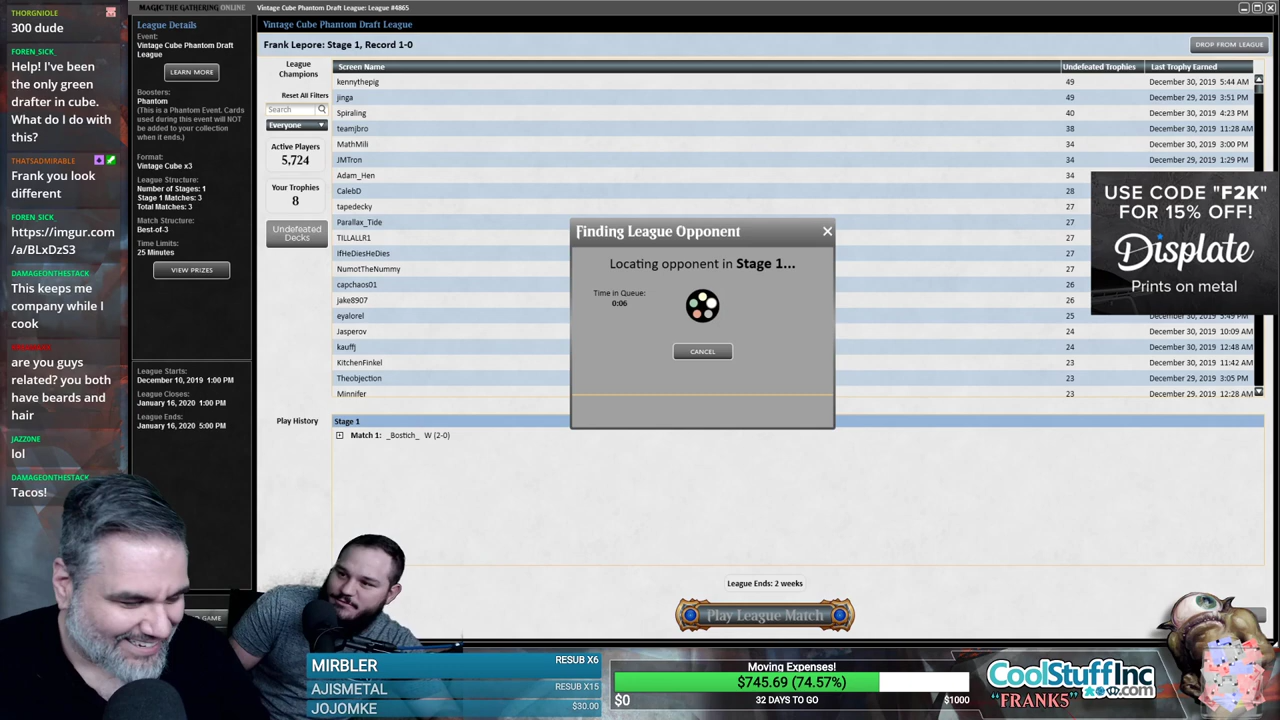 THORGNIOLE
300 dude
FOREN_SICK_
Help! I've been
the only green
drafter in cube.
What do I do with
this?
THATSADMIRABLE
Frank you look
different
FOREN_SICK_
https://imgur.com
/a/BLxDzS3
DAMAGEONTHESTACK
This keeps me
company while I
cook
are you guys
related? you both
have beards and
hair
JAZZ0NE
lol
DAMAGEONTHESTACK
Tacos!
MAGIC THE GATHERING ONLINE
Vintage Cube Phantom Draft League: League #4865
League Details
Event:
Vintage Cube Phantom Draft
League
LEARN MORE
Boosters:
Phantom
(This is a Phantom Event. Cards
used during this event will NOT
be added to your collection
when it ends.)
Format:
Vintage Cube x3
League Structure:
Number of Stages: 1
Stage 1 Matches: 3
Total Matches: 3
Match Structure:
Best-of-3
Time Limits:
25 Minutes
VIEW PRIZES
League Starts:
December 10, 2019 1:00 PM
League Closes:
January 16, 2020 1:00 PM
League Ends:
January 16, 2020 5:00 PM
GAME
Vintage Cube Phantom Draft League
Frank Lepore: Stage 1, Record 1-0
DROP FROM LEAGUE
League
Champions
Reset All Filters
Search
Everyone
Active Players
5,724
Your Trophies
8
Undefeated
Decks
Screen Name Undefeated Trophies Last Trophy Earned
kennythepig 49 December 30, 2019 5:44 AM
jinga 49 December 29, 2019 3:51 PM
Spiraling 40 December 30, 2019 4:23 PM
teamjbro 38 December 30, 2019 11:28 AM
MathMili 34 December 30, 2019 3:00 PM
JMTron 34 December 29, 2019 1:29 PM
Adam_Hen 34
CalebD 28
tapedecky 27
Parallax_Tide 27
TILLALLR1 27
IfHeDiesHeDies 27
NumotTheNummy 27
capchaos01 26
jake8907 26
eyalorel 25 December 29, 2019 5:49 PM
Jasperov 24 December 30, 2019 10:09 AM
kauffj 24 December 30, 2019 12:48 AM
KitchenFinkel 23 December 30, 2019 11:42 AM
Theobjection 23 December 29, 2019 3:05 PM
Minnifer 23 December 29, 2019 12:28 AM
Finding League Opponent
Locating opponent in Stage 1...
Time in Queue:
0:06
CANCEL
USE CODE "F2K"
FOR 15% OFF!
Displate
Prints on metal
Play History
Stage 1
Match 1: _Bostich_ W (2-0)
League Ends: 2 weeks
Play League Match
MIRBLER RESUB X6
AJISMETAL RESUB X15
JOJOMKE $30.00
Moving Expenses!
$745.69 (74.57%)
$0 32 DAYS TO GO $1000
CoolStuffInc
.com
"FRANK5"